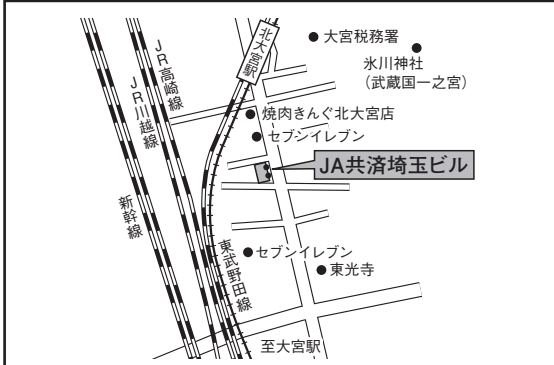 大宮税務署
氷川神社
(武蔵国一之宮)
北大宮駅
JR高崎線
JR川越線
焼肉きんぐ北大宮店
セブンイレブン
JA共済埼玉ビル
新幹線
東武野田線
セブンイレブン
東光寺
至大宮駅